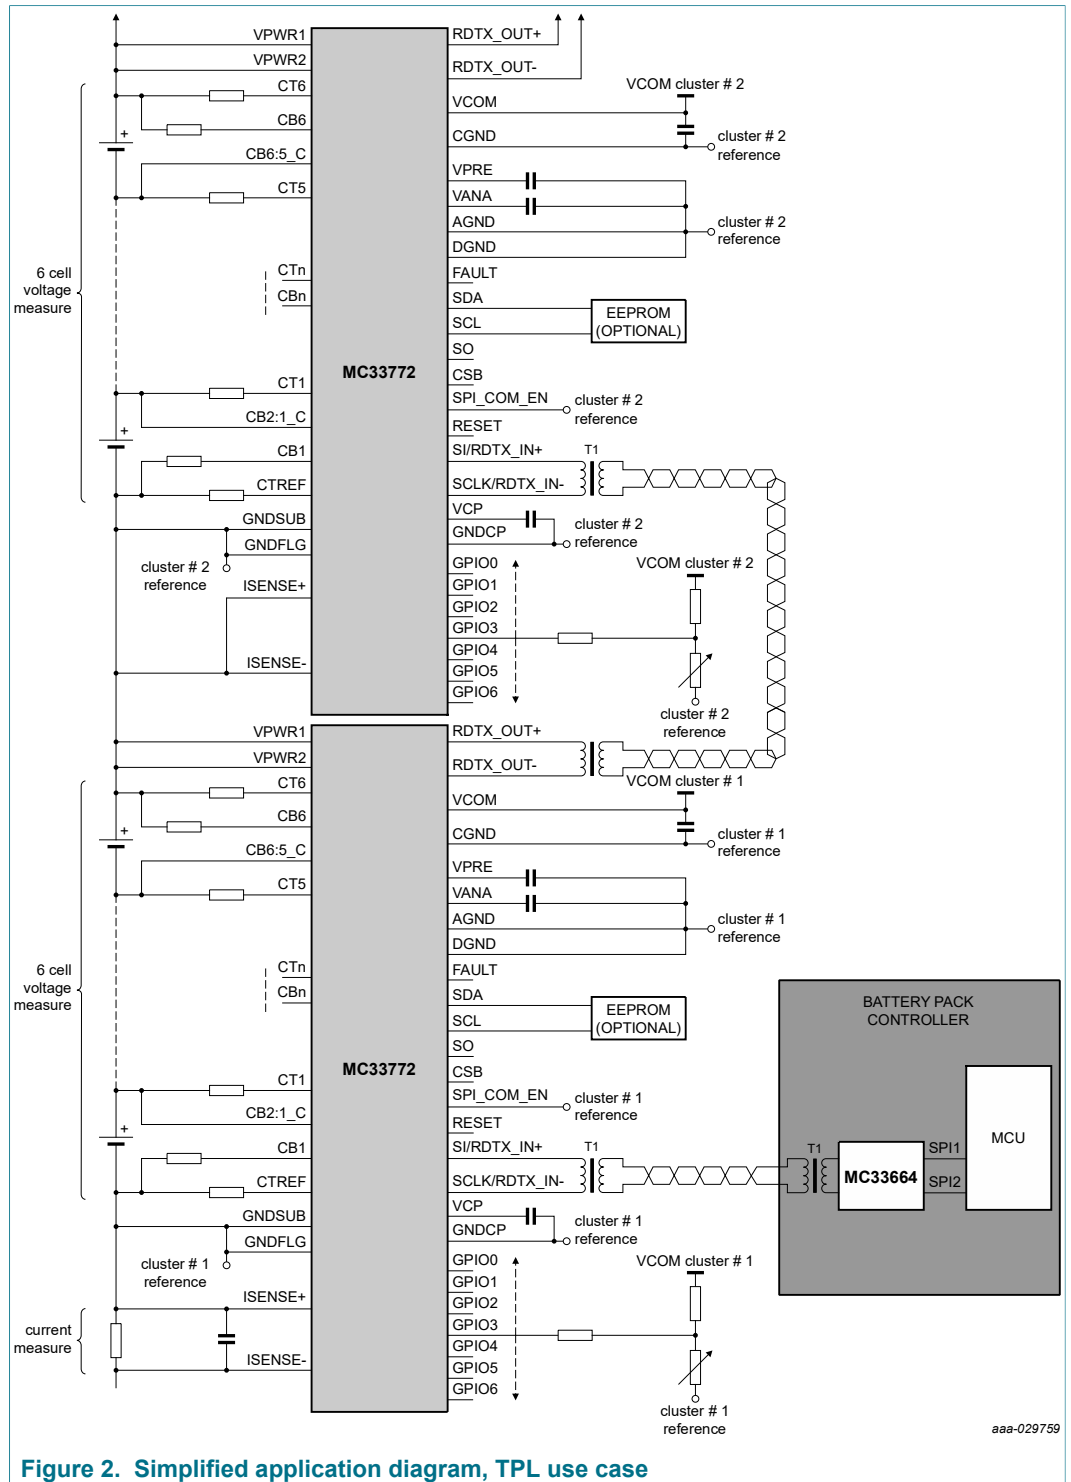 VPWR1
VPWR2
CT6
CB6
CB6:5_C
CT5
CTn
CBn
CT1
CB2:1_C
CB1
CTREF
GNDSUB
GNDFLG
ISENSE+
ISENSE-
+
+
6 cell
voltage
measure
cluster # 2
reference
MC33772
RDTX_OUT+
RDTX_OUT-
VCOM
CGND
VPRE
VANA
AGND
DGND
FAULT
SDA
SCL
SO
CSB
SPI_COM_EN
RESET
SI/RDTX_IN+
SCLK/RDTX_IN-
VCP
GNDCP
GPIO0
GPIO1
GPIO2
GPIO3
GPIO4
GPIO5
GPIO6
VCOM cluster # 2
cluster # 2
reference
cluster # 2
reference
EEPROM
(OPTIONAL)
cluster # 2
reference
T1
cluster # 2
reference
VCOM cluster # 2
cluster # 2
reference
VPWR1
VPWR2
CT6
CB6
CB6:5_C
CT5
CTn
CBn
CT1
CB2:1_C
CB1
CTREF
GNDSUB
GNDFLG
ISENSE+
ISENSE-
+
+
6 cell
voltage
measure
cluster # 1
reference
current
measure
MC33772
RDTX_OUT+
RDTX_OUT-
VCOM
CGND
VPRE
VANA
AGND
DGND
FAULT
SDA
SCL
SO
CSB
SPI_COM_EN
RESET
SI/RDTX_IN+
SCLK/RDTX_IN-
VCP
GNDCP
GPIO0
GPIO1
GPIO2
GPIO3
GPIO4
GPIO5
GPIO6
VCOM cluster # 1
cluster # 1
reference
cluster # 1
reference
EEPROM
(OPTIONAL)
cluster # 1
reference
T1
cluster # 1
reference
VCOM cluster # 1
cluster # 1
reference
BATTERY PACK
CONTROLLER
T1
MC33664
SPI1
SPI2
MCU
aaa-029759
Figure 2. Simplified application diagram, TPL use case